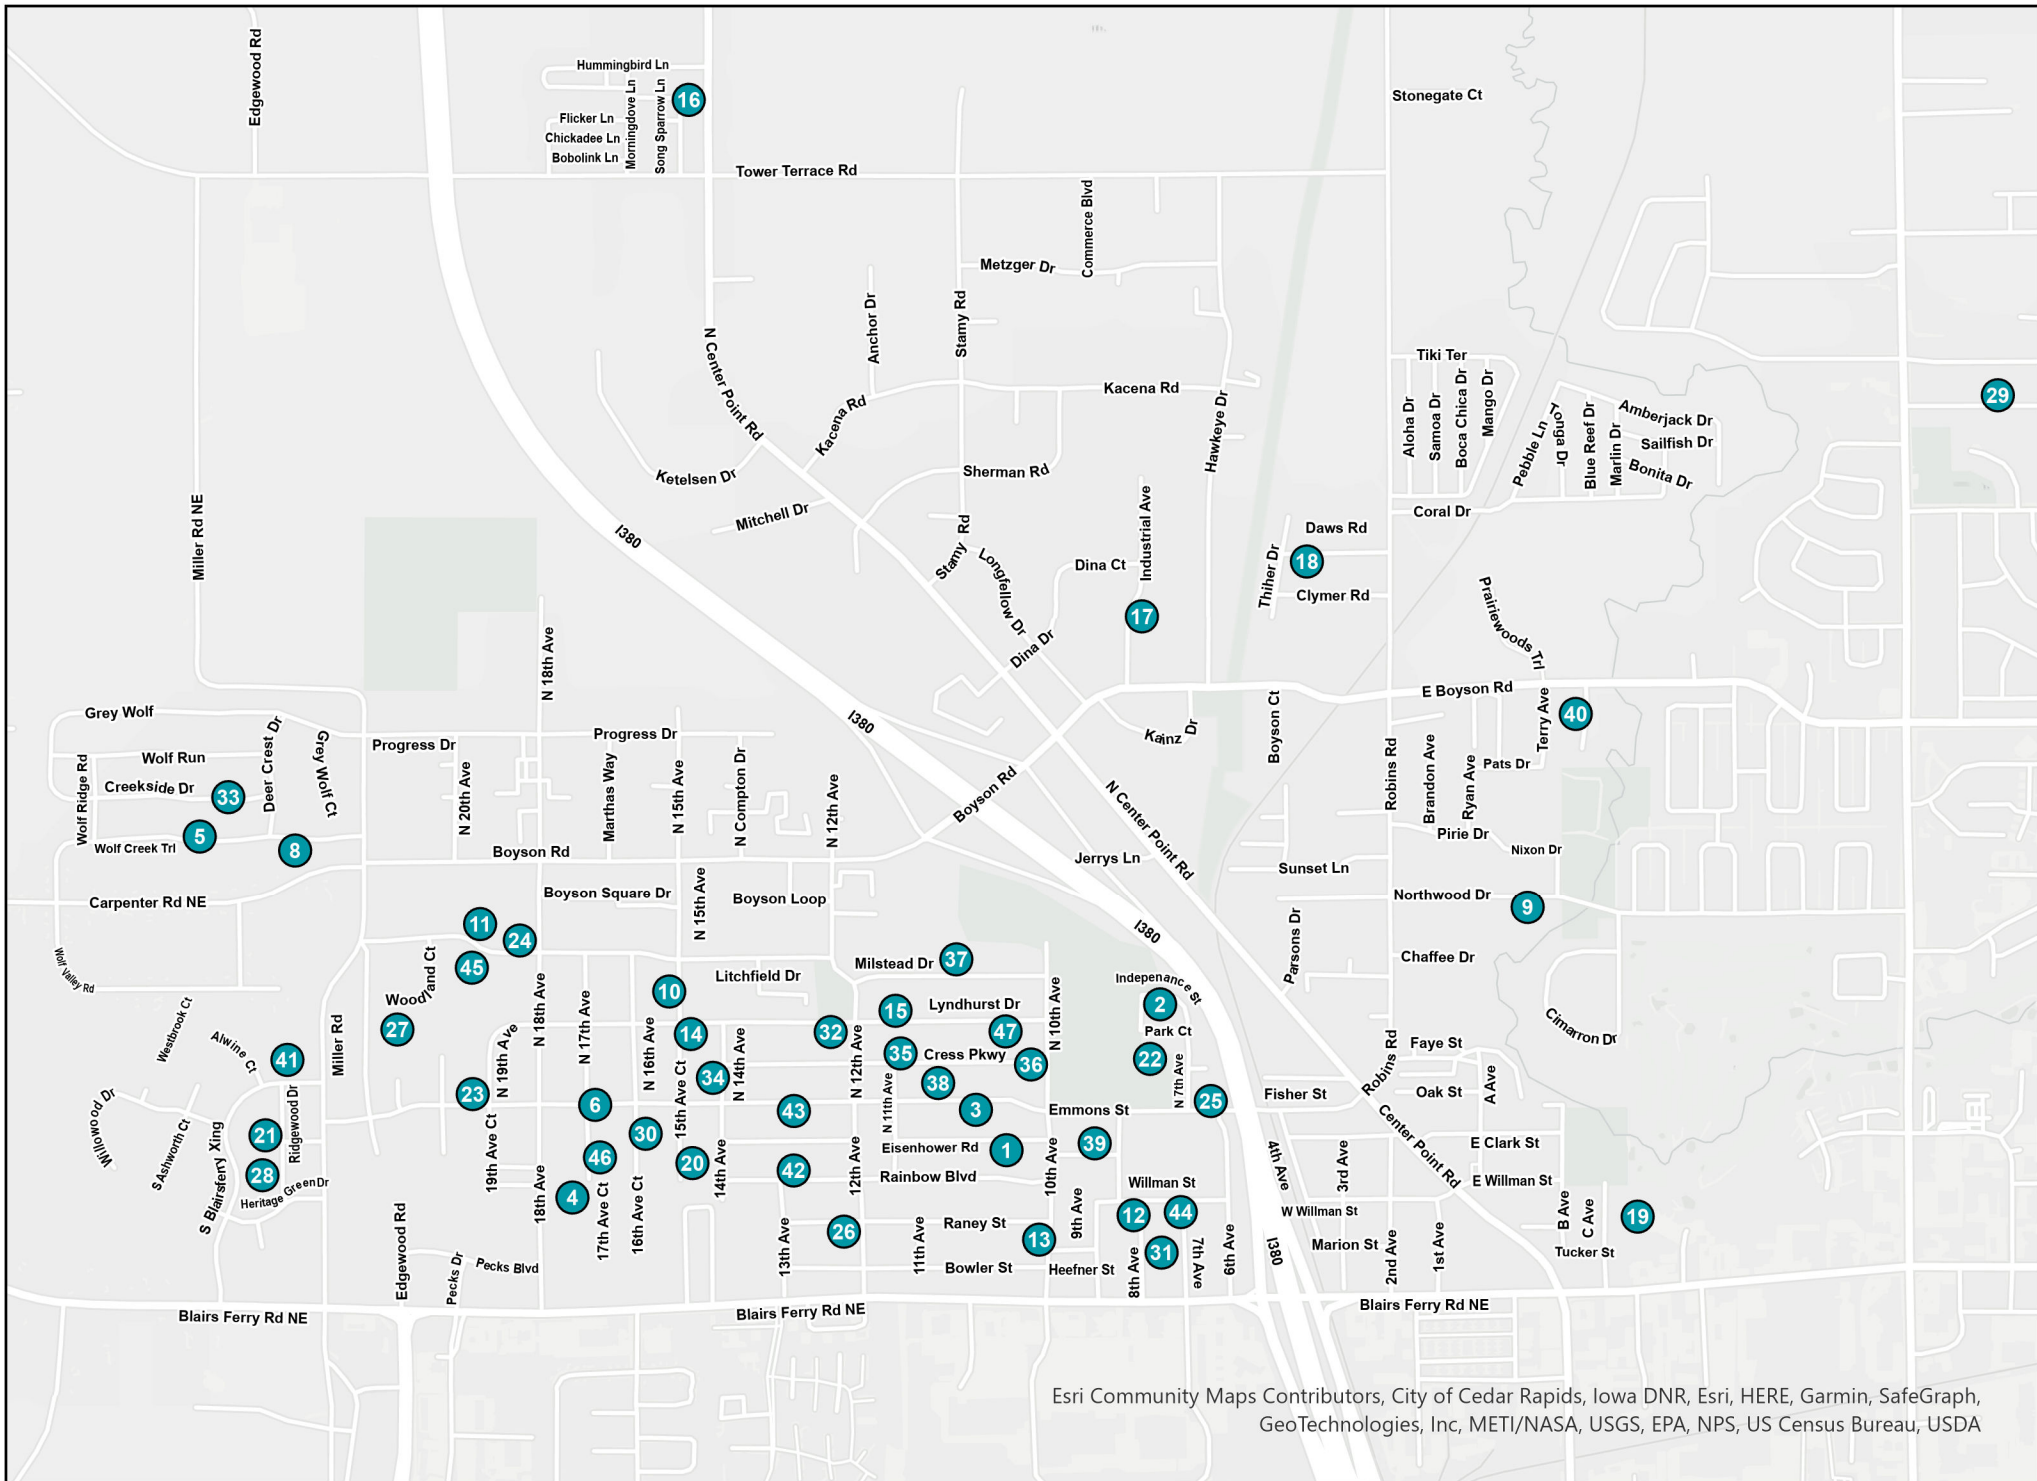 Edgewood Rd
Hummingbird Ln
Morningdove Ln
Song Sparrow Ln
16
Flicker Ln
Chickadee Ln
Bobolink Ln
Stonegate Ct
Tower Terrace Rd
Commerce Blvd
Metzger Dr
Anchor Dr
Stamy Rd
N Center Point Rd
Kacena Rd
Kacena Rd
Hawkeye Dr
Tiki Ter
Aloha Dr
Samoa Dr
Boca Chica Dr
Mango Dr
29
Pebble Ln
Tonga Dr
Blue Reef Dr
Marlin Dr
Amberjack Dr
Sailfish Dr
Bonita Dr
Ketelsen Dr
Sherman Rd
Mitchell Dr
Coral Dr
Miller Rd NE
I380
Stamy Rd
Longfellow Dr
Dina Ct
Industrial Ave
Daws Rd
Thiher Dr
18
Clymer Rd
17
Prairiewoods Trl
Dina Dr
N 18th Ave
E Boyson Rd
Terry Ave
40
Grey Wolf
Deer Crest Dr
Grey Wolf Ct
Progress Dr
Progress Dr
I380
Kainz Dr
Boyson Ct
Wolf Run
Wolf Ridge Rd
Creekside Dr
33
N 20th Ave
Marthas Way
N 15th Ave
N Compton Dr
N 12th Ave
Boyson Rd
N Center Point Rd
Robins Rd
Brandon Ave
Ryan Ave
Pats Dr
5
Wolf Creek Trl
8
Pirie Dr
Nixon Dr
Boyson Rd
Jerrys Ln
Sunset Ln
Carpenter Rd NE
Boyson Square Dr
N 15th Ave
Boyson Loop
Northwood Dr
9
11
24
45
I380
Parsons Dr
Wolf Valley Rd
Woodland Ct
27
N 18th Ave
N 17th Ave
10
Litchfield Dr
Milstead Dr
37
Chaffee Dr
Indepenance St
2
Westbrook Ct
Alwine Ct
41
Miller Rd
N 19th Ave
N 16th Ave
14
32
15
Lyndhurst Dr
47
N 10th Ave
Park Ct
22
Cimarron Dr
34
N 14th Ave
N 12th Ave
35
Cress Pkwy
36
N 7th Ave
Faye St
Robins Rd
Willowood Dr
Ridgewood Dr
23
6
15th Ave Ct
43
N 11th Ave
38
3
Emmons St
25
Fisher St
Oak St
A Ave
Center Point Rd
S Ashworth Ct
S Blairsferry Xing
21
28
19th Ave Ct
30
46
20
14th Ave
42
12th Ave
Eisenhower Rd
1
10th Ave
39
4th Ave
3rd Ave
E Clark St
Heritage Green Dr
18th Ave
4
17th Ave Ct
16th Ave Ct
Rainbow Blvd
Willman St
E Willman St
Edgewood Rd
13th Ave
26
11th Ave
Raney St
13
9th Ave
12
44
W Willman St
B Ave
C Ave
19
Pecks Dr
Pecks Blvd
Bowler St
Heefner St
8th Ave
31
7th Ave
6th Ave
I380
Marion St
2nd Ave
1st Ave
Tucker St
Blairs Ferry Rd NE
Blairs Ferry Rd NE
Blairs Ferry Rd NE
Esri Community Maps Contributors, City of Cedar Rapids, Iowa DNR, Esri, HERE, Garmin, SafeGraph,
GeoTechnologies, Inc, METI/NASA, USGS, EPA, NPS, US Census Bureau, USDA